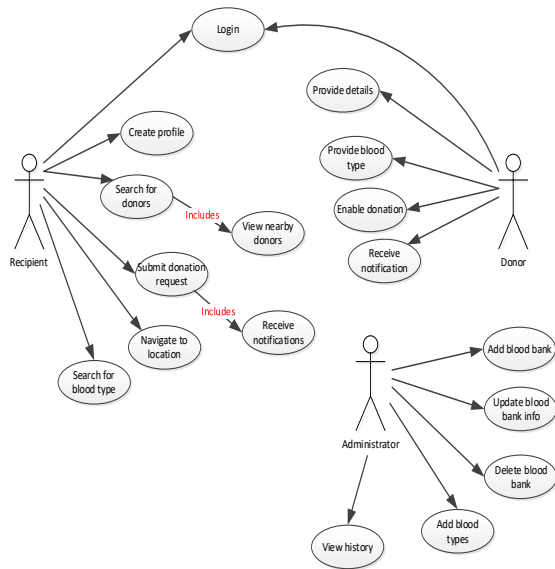 Login
Provide details
Create profile
Provide blood
type
Search for
donors
Includes
View nearby
donors
Enable donation
Recipient
Submit donation
request
Receive
notification
Donor
Includes
Receive
notifications
Navigate to
location
Search for
blood type
Add blood bank
Update blood
bank info
Administrator
Delete blood
bank
Add blood
types
View history